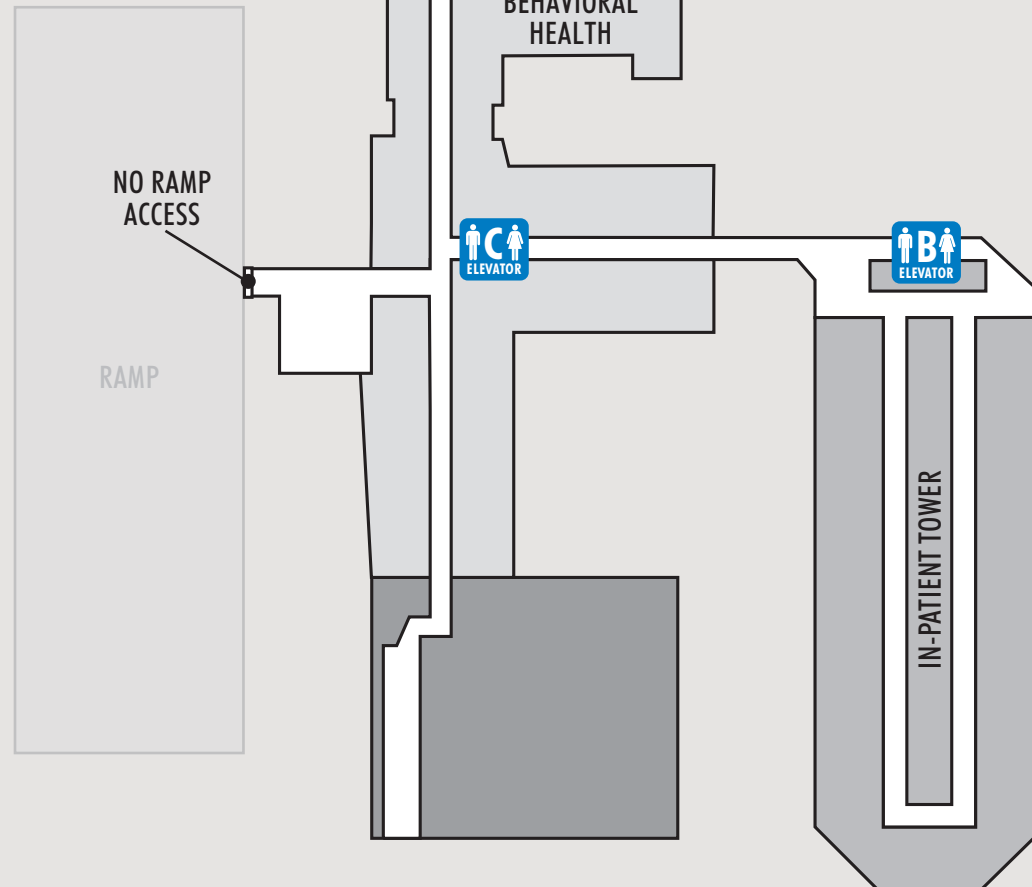 BEHAVIORAL
HEALTH
NO RAMP
ACCESS
C
ELEVATOR
B
ELEVATOR
RAMP
IN-PATIENT TOWER